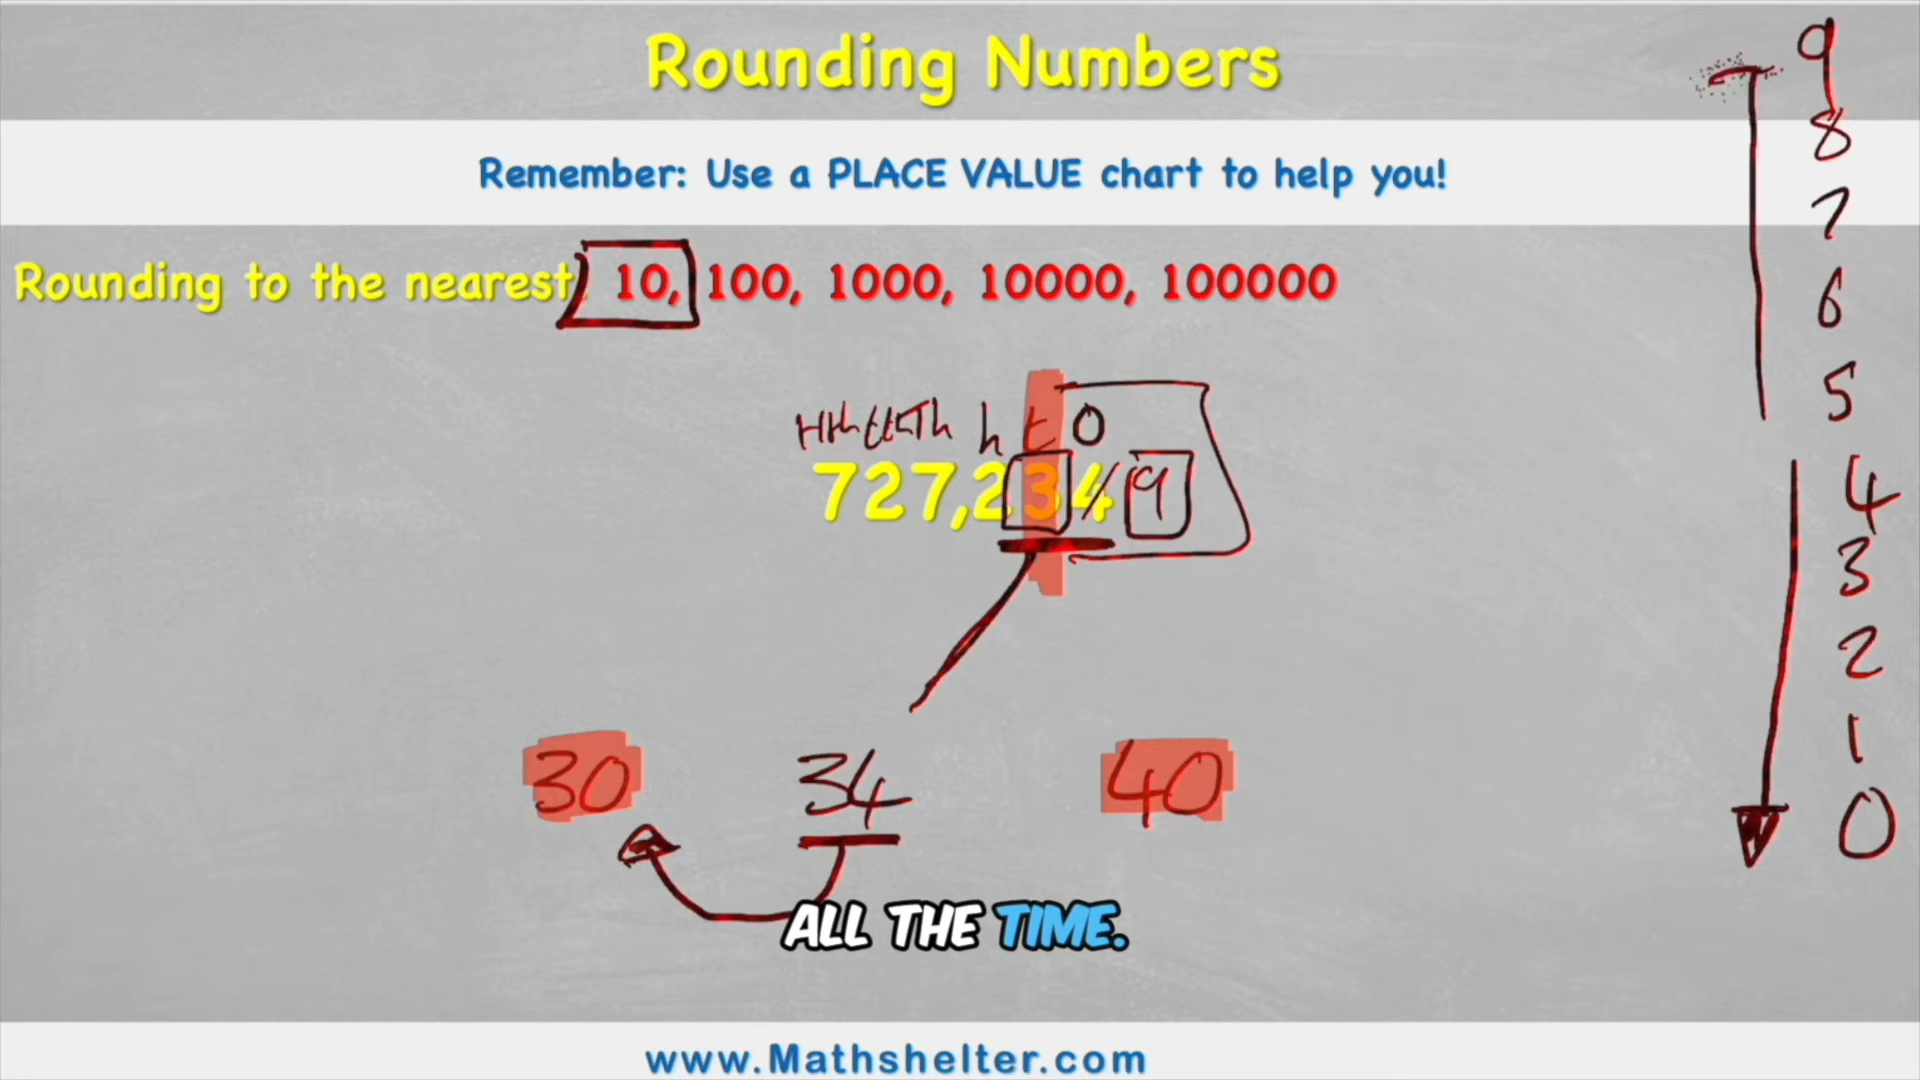 Rounding Numbers
Remember: Use a PLACE VALUE chart to help you!
Rounding to the nearest 10, 100, 1000, 10000, 100000
h t o
727,234 9
30 34 40
ALL THE TIME.
www.Mathshelter.com
9
8
7
6
5
4
3
2
1
0